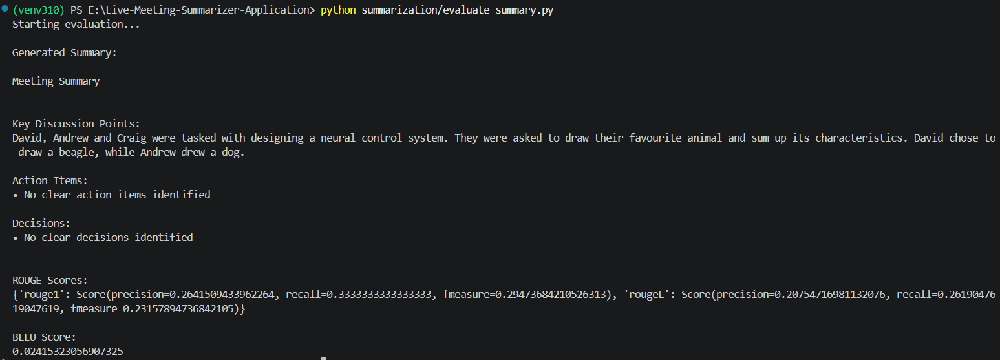 (venv310) PS E:\Live-Meeting-Summarizer-Application> python summarization/evaluate_summary.py
Starting evaluation...
Generated Summary:
Meeting Summary
---------------
Key Discussion Points:
David, Andrew and Craig were tasked with designing a neural control system. They were asked to draw their favourite animal and sum up its characteristics. David chose to
draw a beagle, while Andrew drew a dog.
Action Items:
• No clear action items identified
Decisions:
• No clear decisions identified
ROUGE Scores:
{'rouge1': Score(precision=0.2641509433962264, recall=0.3333333333333333, fmeasure=0.29473684210526313), 'rougeL': Score(precision=0.20754716981132076, recall=0.26190476
19047619, fmeasure=0.23157894736842105)}
BLEU Score:
0.02415323056907325